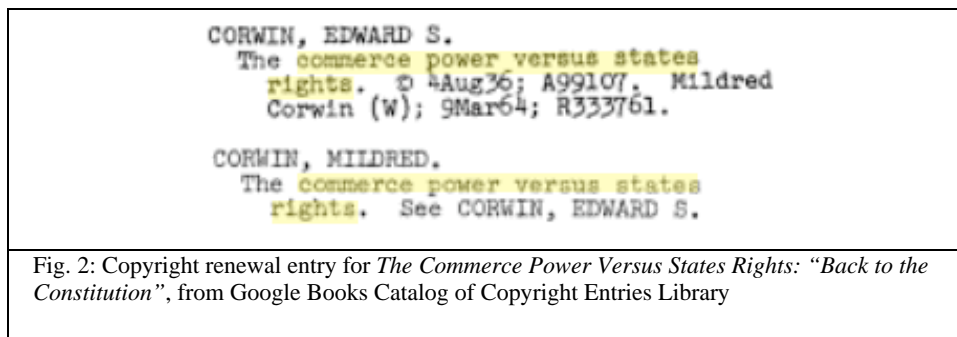 CORWIN, EDWARD S.
The commerce power versus states
rights. © 4Aug36; A99107. Mildred
Corwin (W); 9Mar64; R333761.
CORWIN, MILDRED.
The commerce power versus states
rights. See CORWIN, EDWARD S.
Fig. 2: Copyright renewal entry for The Commerce Power Versus States Rights: “Back to the
Constitution”, from Google Books Catalog of Copyright Entries Library